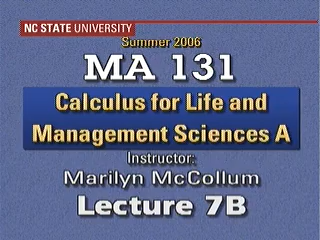 NC STATE UNIVERSITY
Summer 2006
MA 131
Calculus for Life and
Management Sciences A
Instructor:
Marilyn McCollum
Lecture 7B